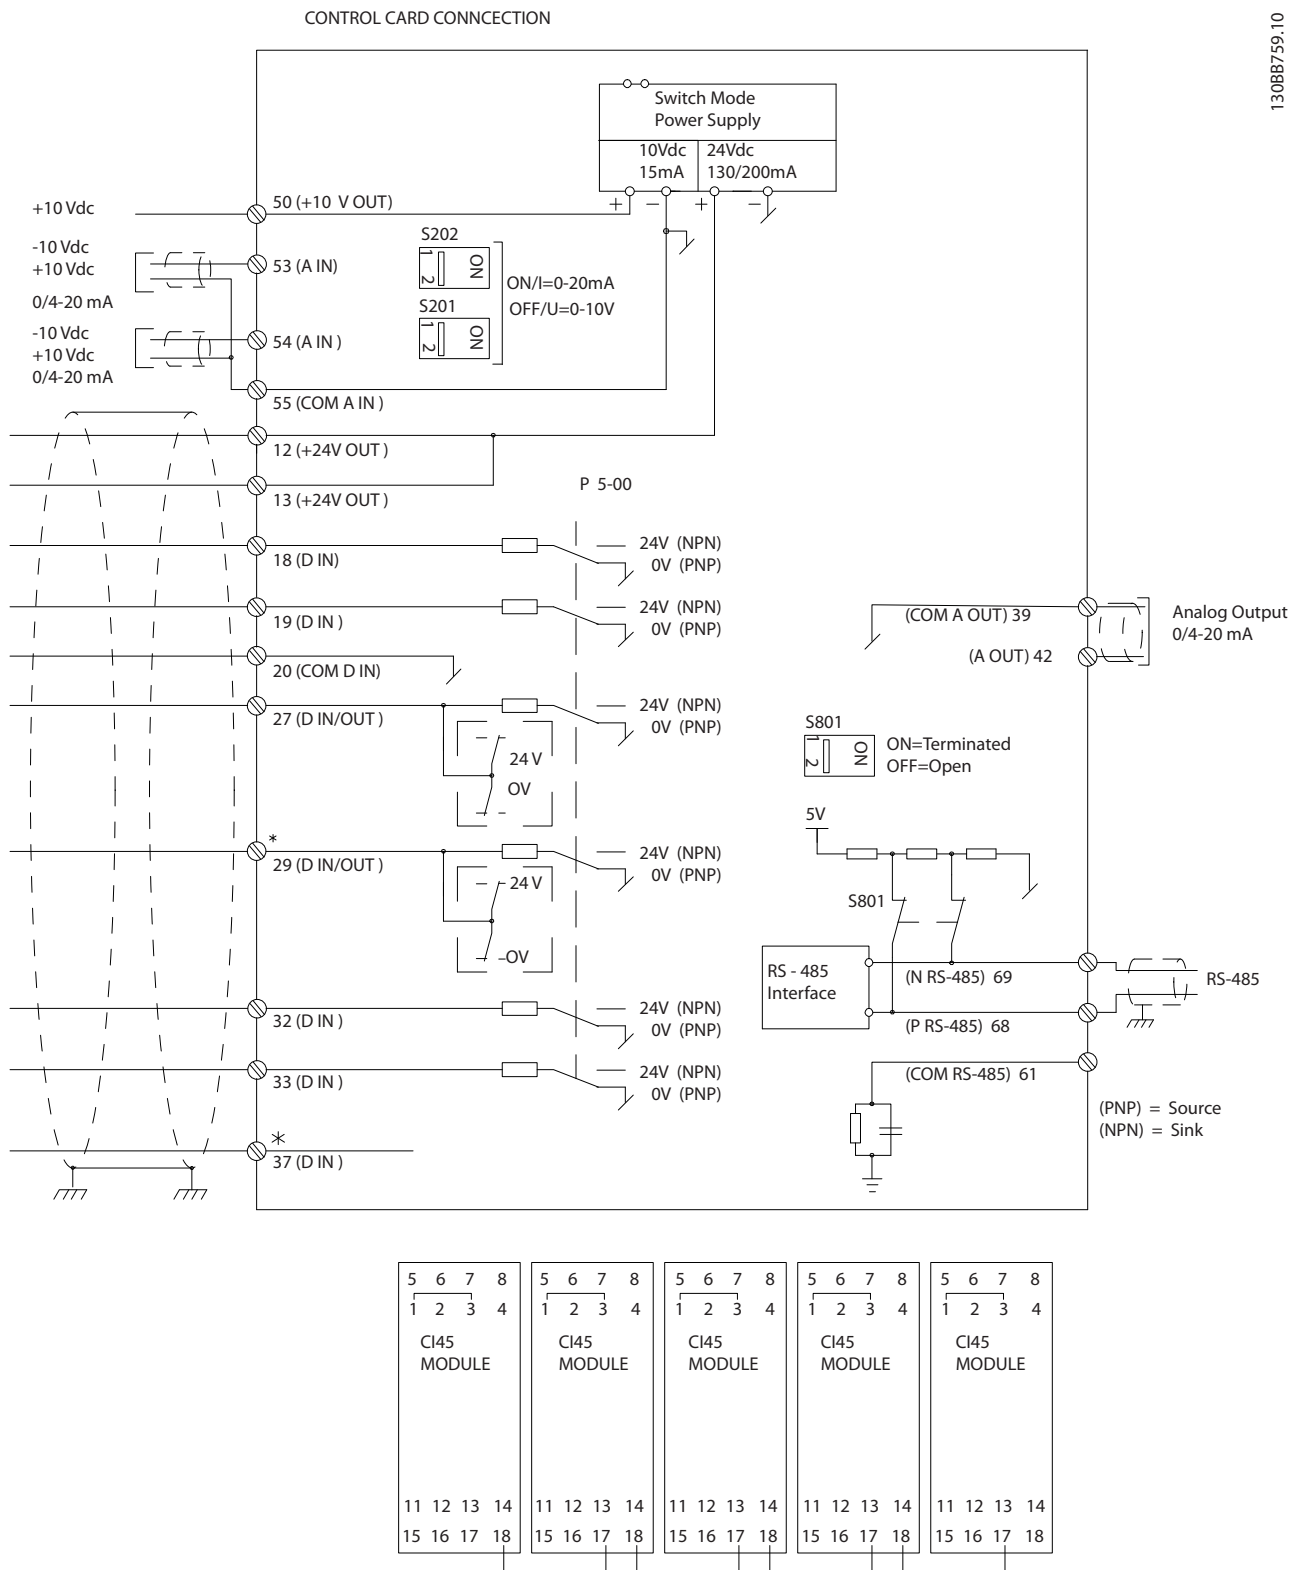 CONTROL CARD CONNCECTION
130BB759.10
Switch Mode
Power Supply
10Vdc
15mA
24Vdc
130/200mA
+ − + −
+10 Vdc
50 (+10 V OUT)
-10 Vdc
+10 Vdc
0/4-20 mA
53 (A IN)
S202
1 2 ON
ON/I=0-20mA
OFF/U=0-10V
S201
1 2 ON
-10 Vdc
+10 Vdc
0/4-20 mA
54 (A IN )
55 (COM A IN )
12 (+24V OUT )
13 (+24V OUT )
P 5-00
18 (D IN)
24V (NPN)
0V (PNP)
19 (D IN )
24V (NPN)
0V (PNP)
(COM A OUT) 39
Analog Output
0/4-20 mA
(A OUT) 42
20 (COM D IN)
27 (D IN/OUT )
24V (NPN)
0V (PNP)
24 V
OV
S801
1 2 ON
ON=Terminated
OFF=Open
5V
*
29 (D IN/OUT )
24V (NPN)
0V (PNP)
24 V
OV
S801
RS - 485
Interface
(N RS-485) 69
RS-485
(P RS-485) 68
32 (D IN )
24V (NPN)
0V (PNP)
33 (D IN )
24V (NPN)
0V (PNP)
(COM RS-485) 61
(PNP) = Source
(NPN) = Sink
*
37 (D IN )
5 6 7 8
1 2 3 4
CI45
MODULE
11 12 13 14
15 16 17 18
5 6 7 8
1 2 3 4
CI45
MODULE
11 12 13 14
15 16 17 18
5 6 7 8
1 2 3 4
CI45
MODULE
11 12 13 14
15 16 17 18
5 6 7 8
1 2 3 4
CI45
MODULE
11 12 13 14
15 16 17 18
5 6 7 8
1 2 3 4
CI45
MODULE
11 12 13 14
15 16 17 18